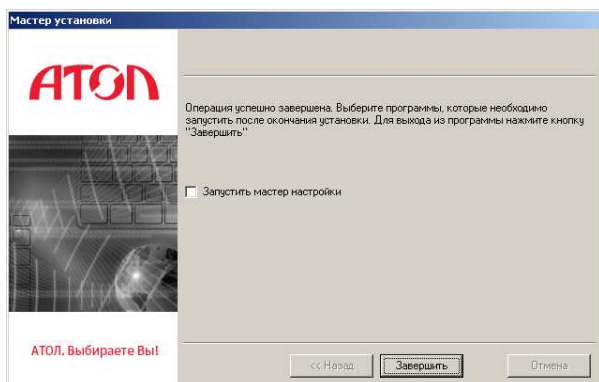 Мастер установки
АТОЛ
Операция успешно завершена. Выберите программы, которые необходимо
запустить после окончания установки. Для выхода из программы нажмите кнопку
"Завершить"
Запустить мастер настройки
АТОЛ. Выбираете Вы!
<< Назад
Завершить
Отмена